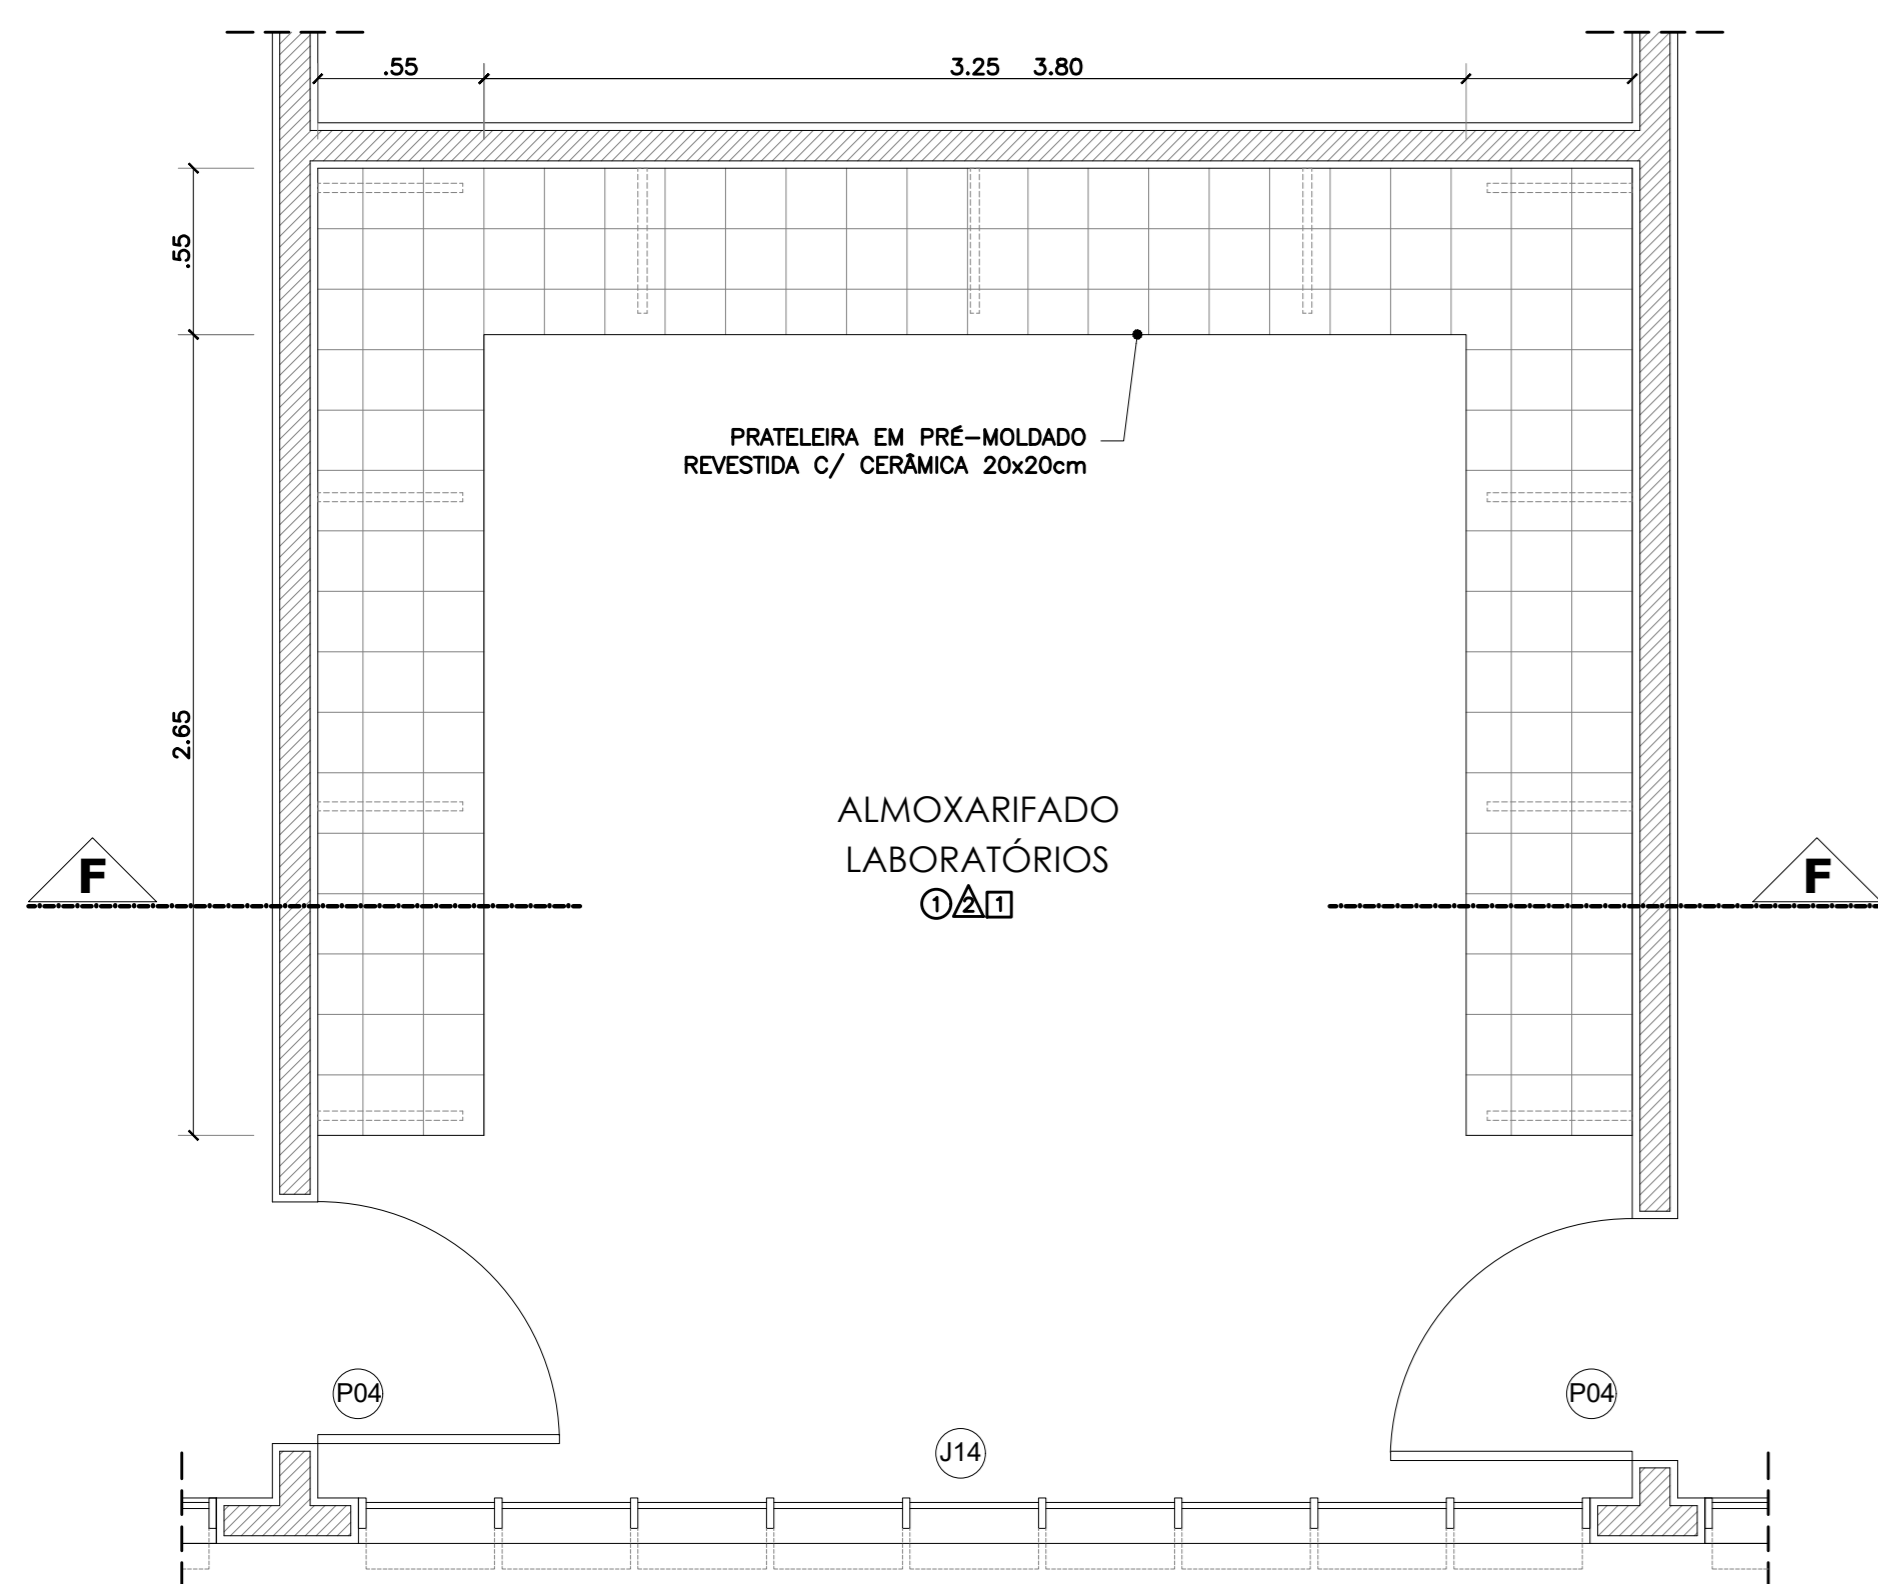 .55 3.25 3.80
.55
PRATELEIRA EM PRÉ-MOLDADO
REVESTIDA C/ CERÂMICA 20x20cm
2.65
ALMOXARIFADO
LABORATÓRIOS
F F
1 2 1
P04 P04
J14